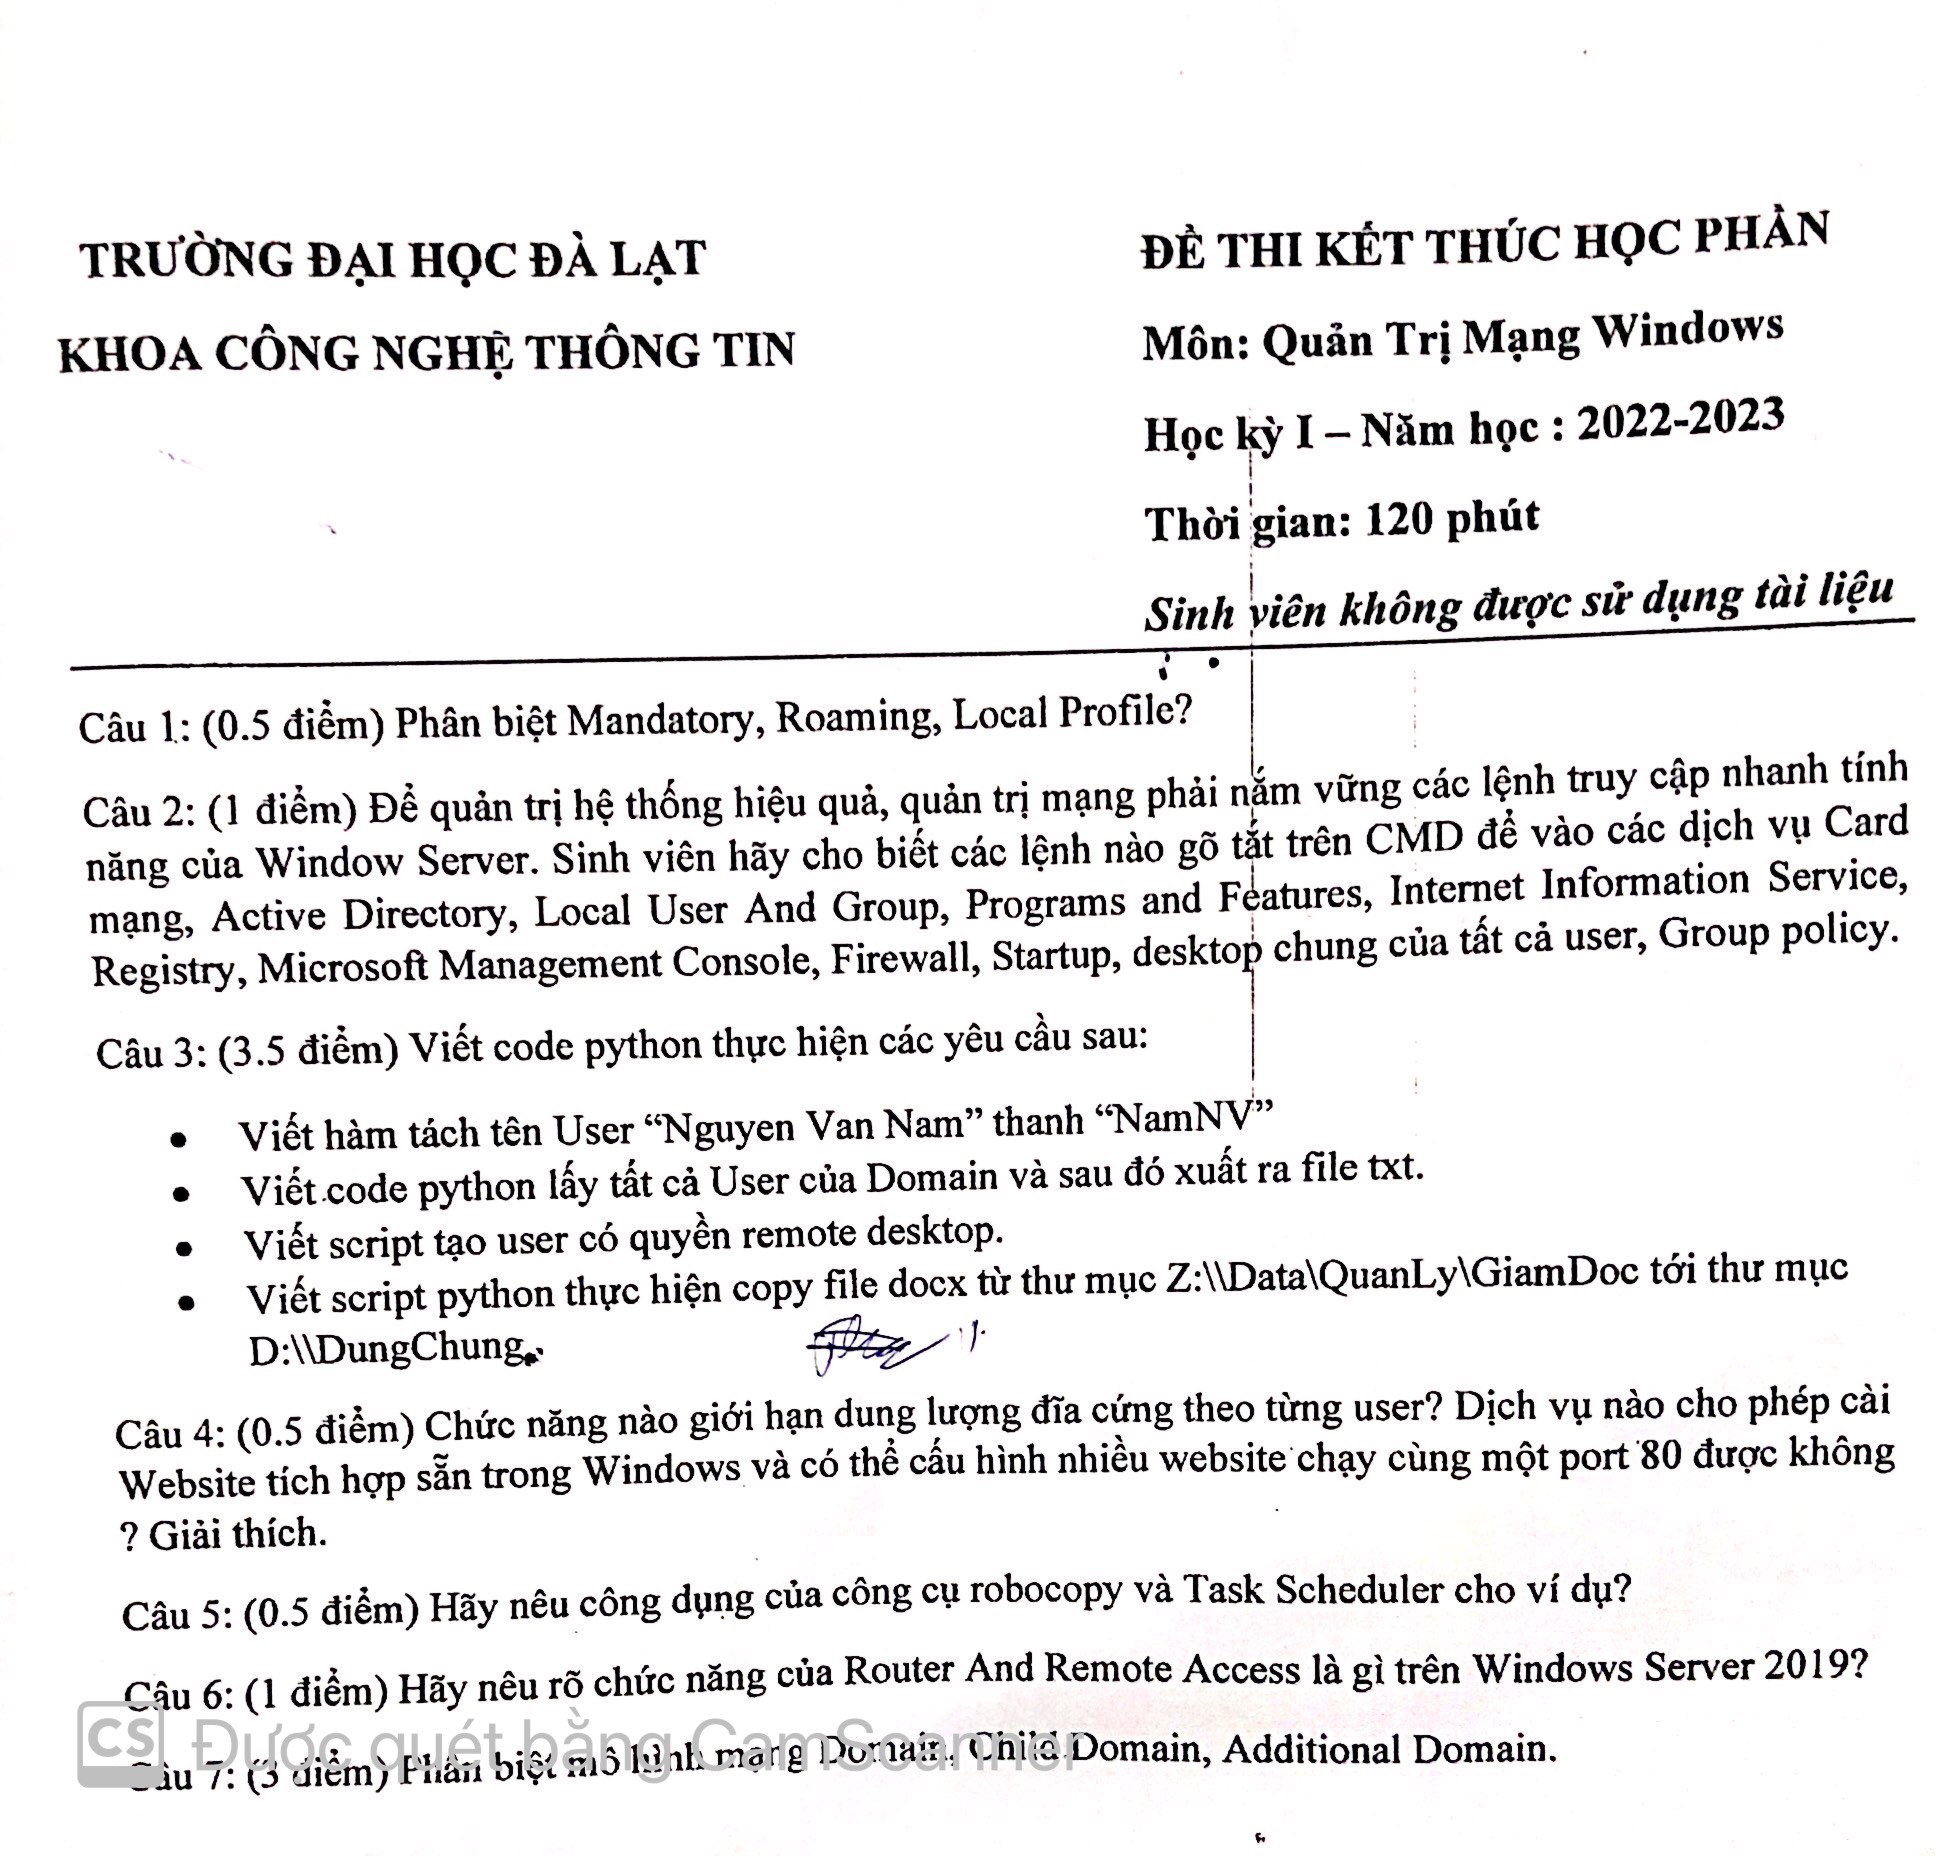 TRƯỜNG ĐẠI HỌC ĐÀ LẠT
KHOA CÔNG NGHỆ THÔNG TIN
ĐỀ THI KẾT THÚC HỌC PHẦN
Môn: Quản Trị Mạng Windows
Học kỳ I – Năm học : 2022-2023
Thời gian: 120 phút
Sinh viên không được sử dụng tài liệu
Câu 1: (0.5 điểm) Phân biệt Mandatory, Roaming, Local Profile?
Câu 2: (1 điểm) Để quản trị hệ thống hiệu quả, quản trị mạng phải nắm vững các lệnh truy cập nhanh tính
năng của Window Server. Sinh viên hãy cho biết các lệnh nào gõ tắt trên CMD để vào các dịch vụ Card
mạng, Active Directory, Local User And Group, Programs and Features, Internet Information Service,
Registry, Microsoft Management Console, Firewall, Startup, desktop chung của tất cả user, Group policy.
Câu 3: (3.5 điểm) Viết code python thực hiện các yêu cầu sau:
• Viết hàm tách tên User “Nguyen Van Nam” thanh “NamNV”
• Viết code python lấy tất cả User của Domain và sau đó xuất ra file txt.
• Viết script tạo user có quyền remote desktop.
• Viết script python thực hiện copy file docx từ thư mục Z:\\Data\QuanLy\GiamDoc tới thư mục
D:\\DungChung.
Câu 4: (0.5 điểm) Chức năng nào giới hạn dung lượng đĩa cứng theo từng user? Dịch vụ nào cho phép cài
Website tích hợp sẵn trong Windows và có thể cấu hình nhiều website chạy cùng một port 80 được không
? Giải thích.
Câu 5: (0.5 điểm) Hãy nêu công dụng của công cụ robocopy và Task Scheduler cho ví dụ?
Câu 6: (1 điểm) Hãy nêu rõ chức năng của Router And Remote Access là gì trên Windows Server 2019?
Câu 7: (3 điểm) Phân biệt mô hình mạng Domain, Child Domain, Additional Domain.
CS Được quét bằng CamScanner